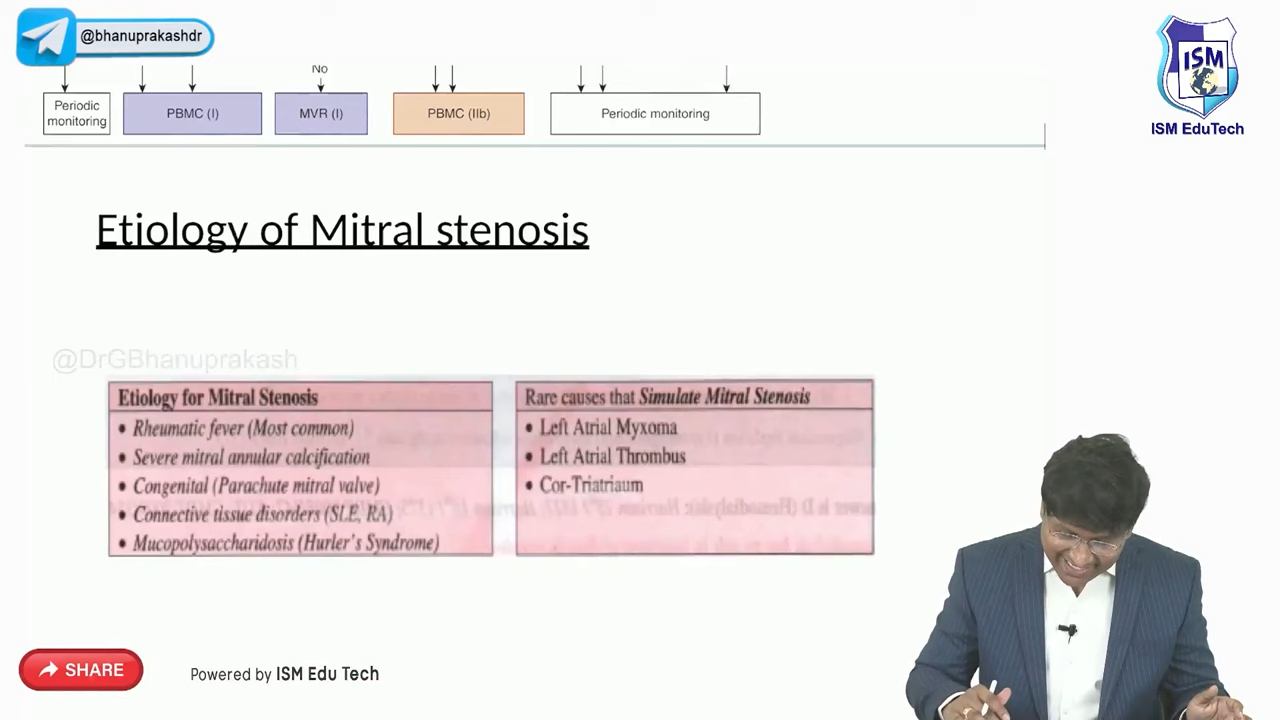 @bhanuprakashdr
ISM
ISM EduTech
No
Periodic
monitoring
PBMC (I)
MVR (I)
PBMC (IIb)
Periodic monitoring
Etiology of Mitral stenosis
@DrGBhanuprakash
Etiology for Mitral Stenosis
• Rheumatic fever (Most common)
• Severe mitral annular calcification
• Congenital (Parachute mitral valve)
• Connective tissue disorders (SLE, RA)
• Mucopolysaccharidosis (Hurler's Syndrome)
Rare causes that Simulate Mitral Stenosis
• Left Atrial Myxoma
• Left Atrial Thrombus
• Cor-Triatriaum
SHARE
Powered by ISM Edu Tech